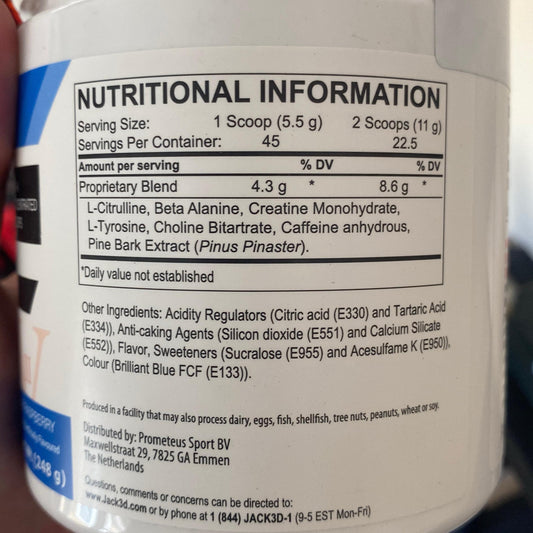 NUTRITIONAL INFORMATION
Serving Size: 1 Scoop (5.5 g) 2 Scoops (11 g)
Servings Per Container: 45 22.5
Amount per serving % DV % DV
Proprietary Blend 4.3 g * 8.6 g *
L-Citrulline, Beta Alanine, Creatine Monohydrate,
L-Tyrosine, Choline Bitartrate, Caffeine anhydrous,
Pine Bark Extract (Pinus Pinaster).
*Daily value not established
Other Ingredients: Acidity Regulators (Citric acid (E330) and Tartaric Acid
(E334)), Anti-caking Agents (Silicon dioxide (E551) and Calcium Silicate
(E552)), Flavor, Sweeteners (Sucralose (E955) and Acesulfame K (E950)),
Colour (Brilliant Blue FCF (E133)).
Produced in a facility that may also process dairy, eggs, fish, shellfish, tree nuts, peanuts, wheat or soy.
Distributed by: Prometeus Sport BV
Maxwellstraat 29, 7825 GA Emmen
The Netherlands
Questions, comments or concerns can be directed to:
www.Jack3d.com or by phone at 1 (844) JACK3D-1 (9-5 EST Mon-Fri)
(248 g)